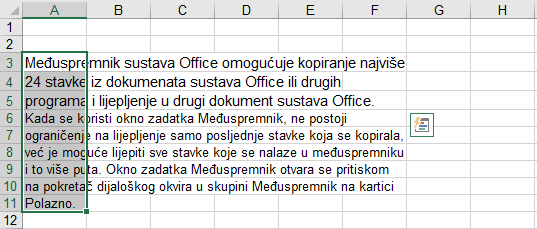 A B C D E F G H
1
2
3 Međuspremnik sustava Office omogućuje kopiranje najviše
4 24 stavke iz dokumenata sustava Office ili drugih
5 programa i lijepljenje u drugi dokument sustava Office.
6 Kada se koristi okno zadatka Međuspremnik, ne postoji
7 ograničenje na lijepljenje samo posljednje stavke koja se kopirala,
8 već je moguće lijepiti sve stavke koje se nalaze u međuspremniku
9 i to više puta. Okno zadatka Međuspremnik otvara se pritiskom
10 na pokretač dijaloškog okvira u skupini Međuspremnik na kartici
11 Polazno.
12